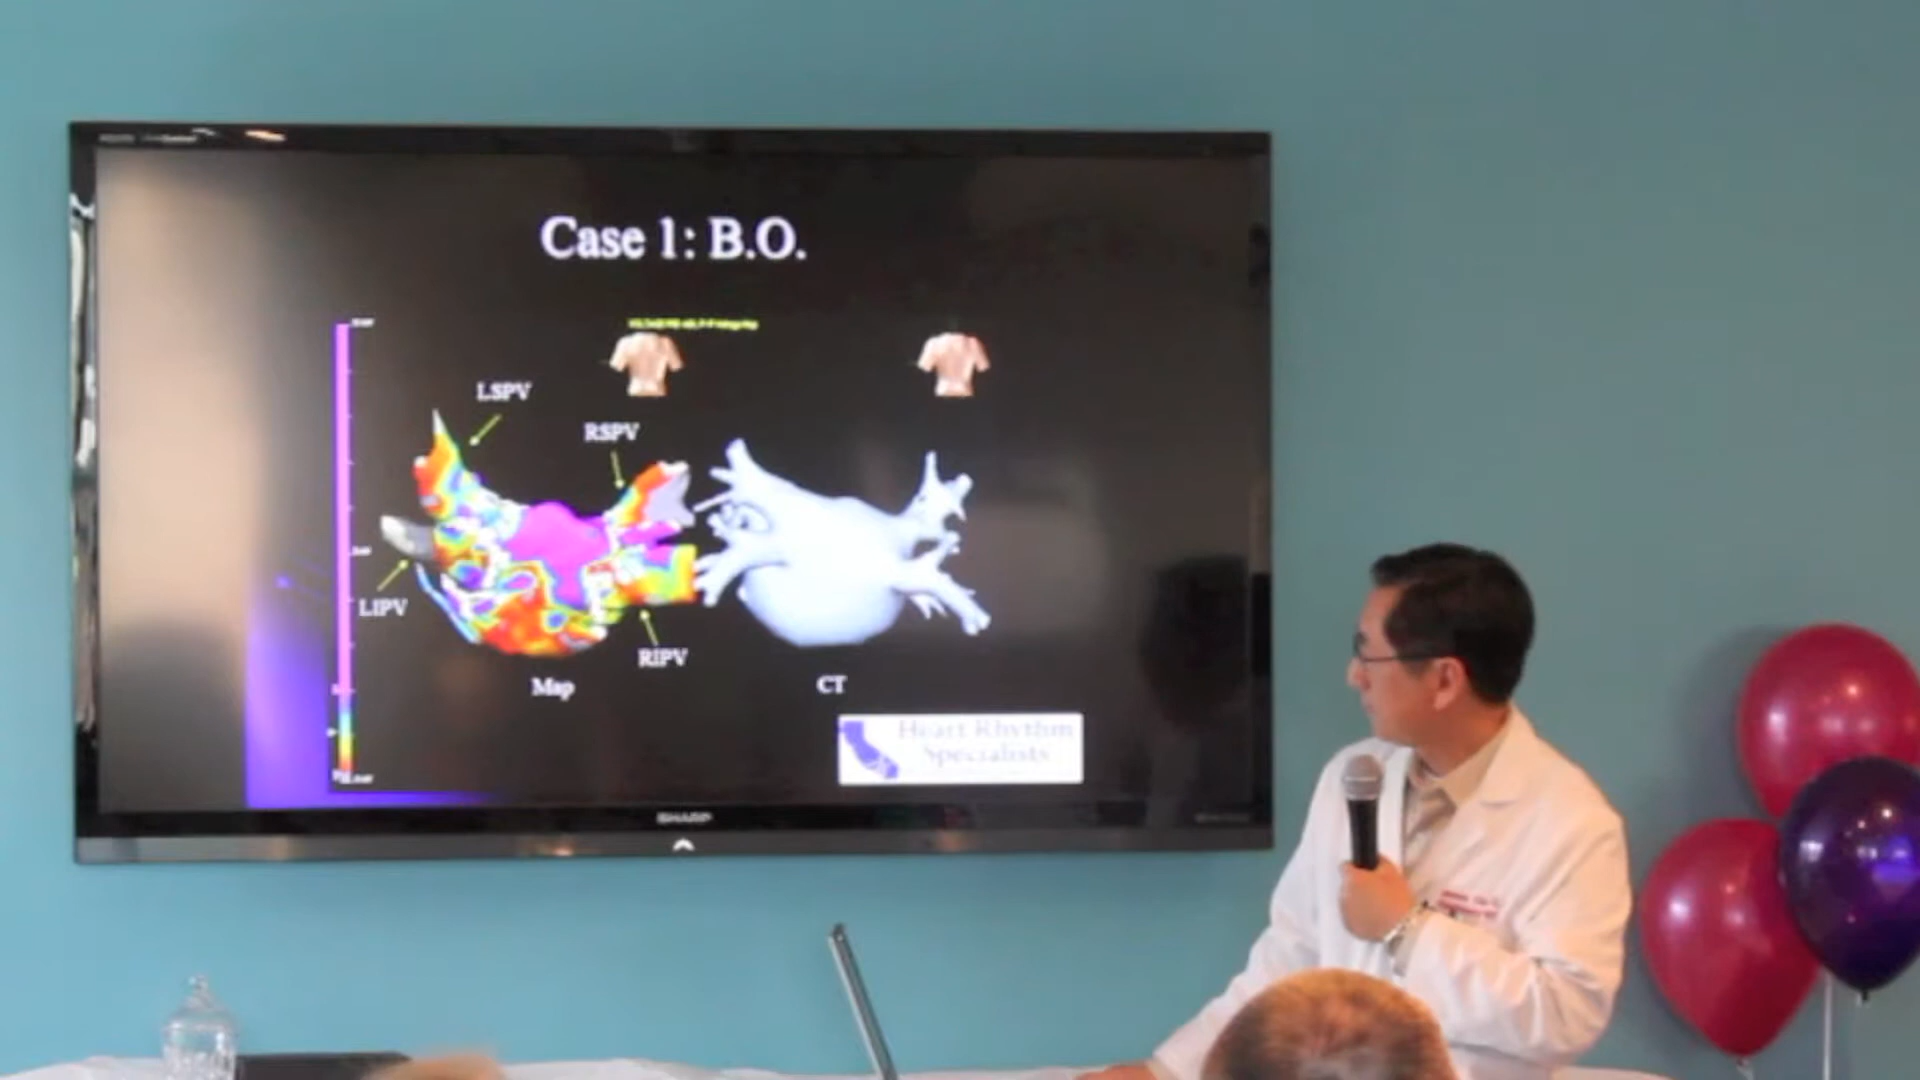 Case 1: B.O.
LSPV
RSPV
LIPV
RIPV
Map
CT
Heart Rhythm
Specialists
SHARP